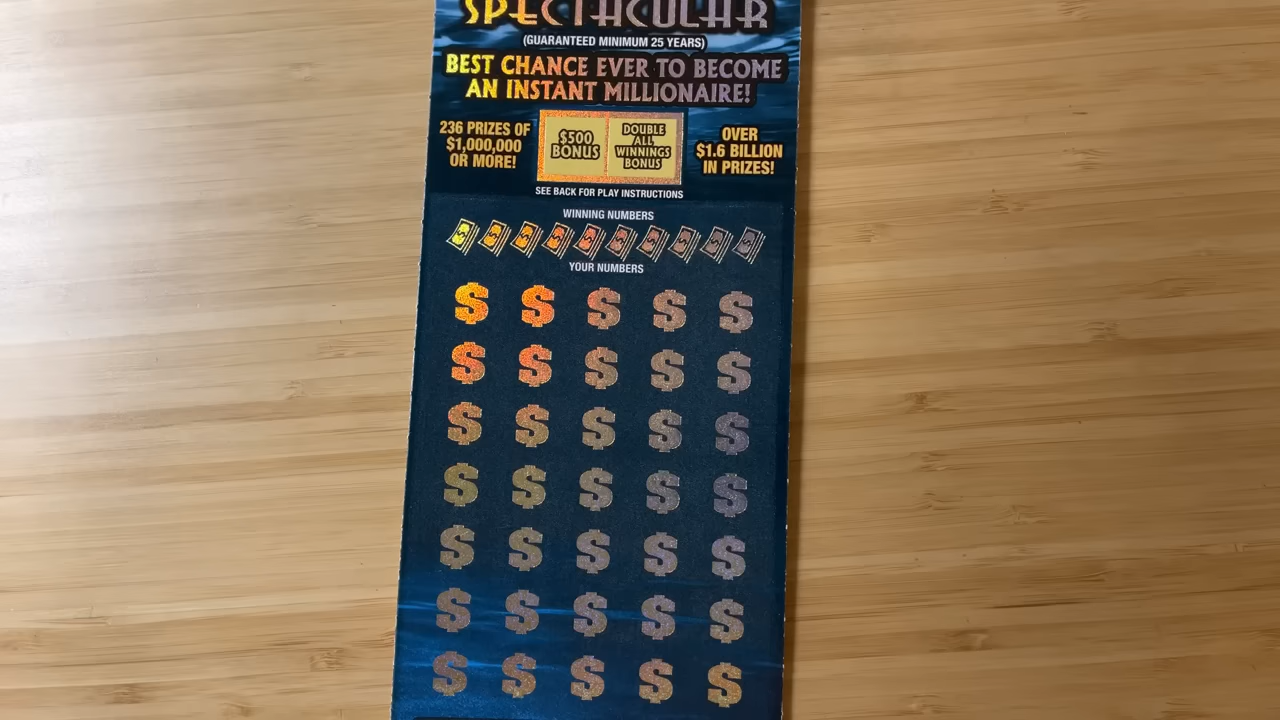 SPECTACULAR
(GUARANTEED MINIMUM 25 YEARS)
BEST CHANCE EVER TO BECOME
AN INSTANT MILLIONAIRE!
236 PRIZES OF
$1,000,000
OR MORE!
$500
BONUS
DOUBLE
ALL
WINNINGS
BONUS
OVER
$1.6 BILLION
IN PRIZES!
SEE BACK FOR PLAY INSTRUCTIONS
WINNING NUMBERS
$ $ $ $ $ $ $ $ $ $
YOUR NUMBERS
$ $ $ $ $
$ $ $ $ $
$ $ $ $ $
$ $ $ $ $
$ $ $ $ $
$ $ $ $ $
$ $ $ $ $